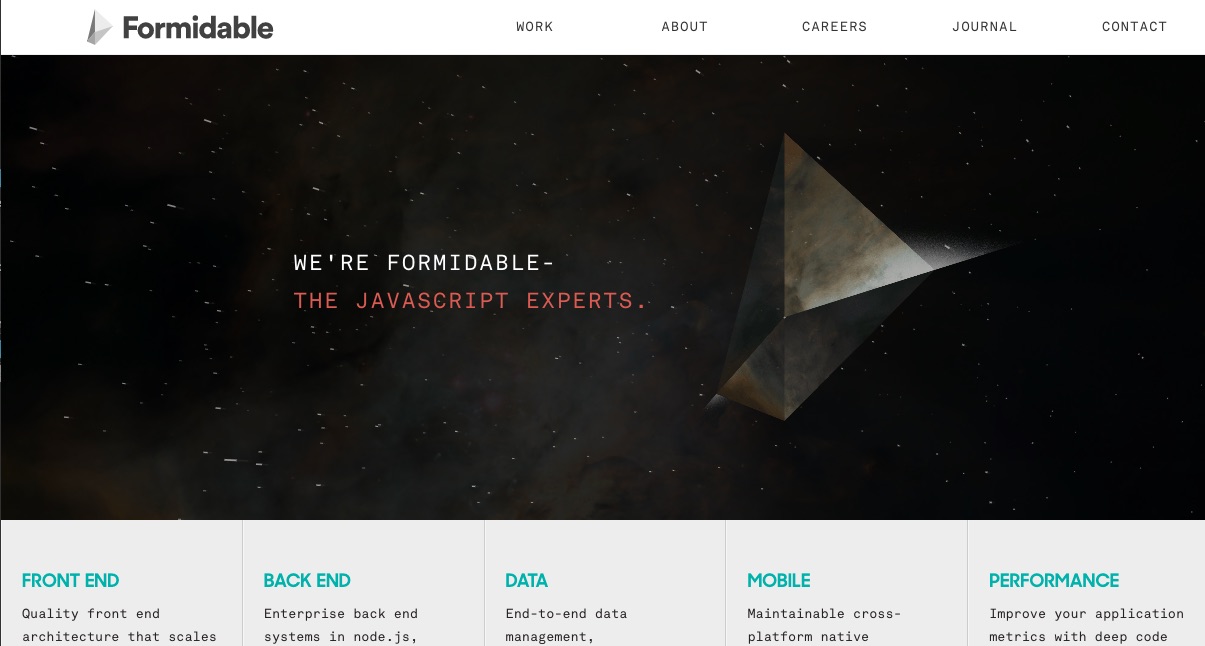 Formidable
WORK
ABOUT
CAREERS
JOURNAL
CONTACT
WE'RE FORMIDABLE-
THE JAVASCRIPT EXPERTS.
FRONT END
Quality front end
architecture that scales
BACK END
Enterprise back end
systems in node.js,
DATA
End-to-end data
management,
MOBILE
Maintainable cross-
platform native
PERFORMANCE
Improve your application
metrics with deep code